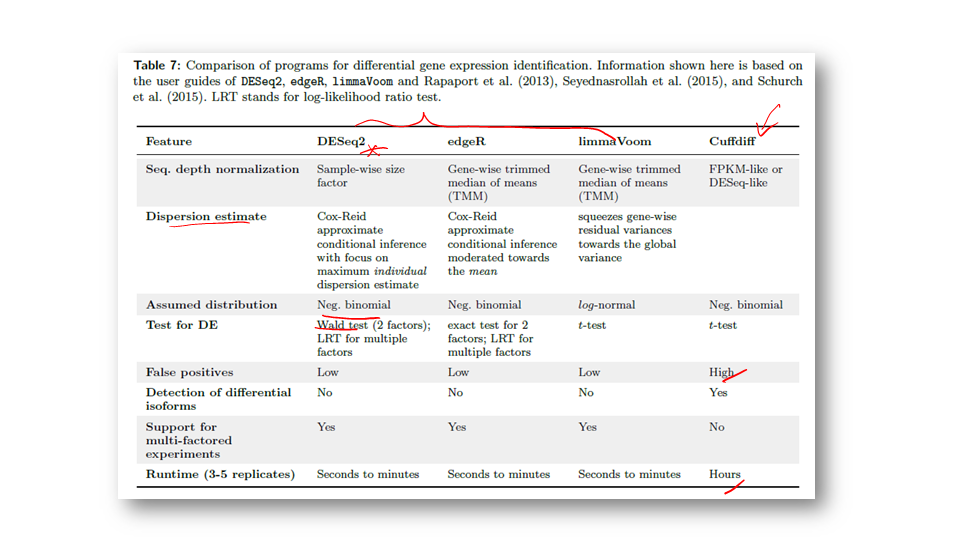 Table 7: Comparison of programs for differential gene expression identification. Information shown here is based on
the user guides of DESeq2, edgeR, limmaVoom and Rapaport et al. (2013), Seyednasrollah et al. (2015), and Schurch
et al. (2015). LRT stands for log-likelihood ratio test.
Feature DESeq2 edgeR limmaVoom Cuffdiff
Seq. depth normalization Sample-wise size Gene-wise trimmed Gene-wise trimmed FPKM-like or
factor median of means median of means DESeq-like
(TMM) (TMM)
Dispersion estimate Cox-Reid Cox-Reid squeezes gene-wise
approximate approximate residual variances
conditional inference conditional inference towards the global
with focus on moderated towards variance
maximum individual the mean
dispersion estimate
Assumed distribution Neg. binomial Neg. binomial log-normal Neg. binomial
Test for DE Wald test (2 factors); exact test for 2 t-test t-test
LRT for multiple factors; LRT for
factors multiple factors
False positives Low Low Low High
Detection of differential No No No Yes
isoforms
Support for Yes Yes Yes No
multi-factored
experiments
Runtime (3-5 replicates) Seconds to minutes Seconds to minutes Seconds to minutes Hours